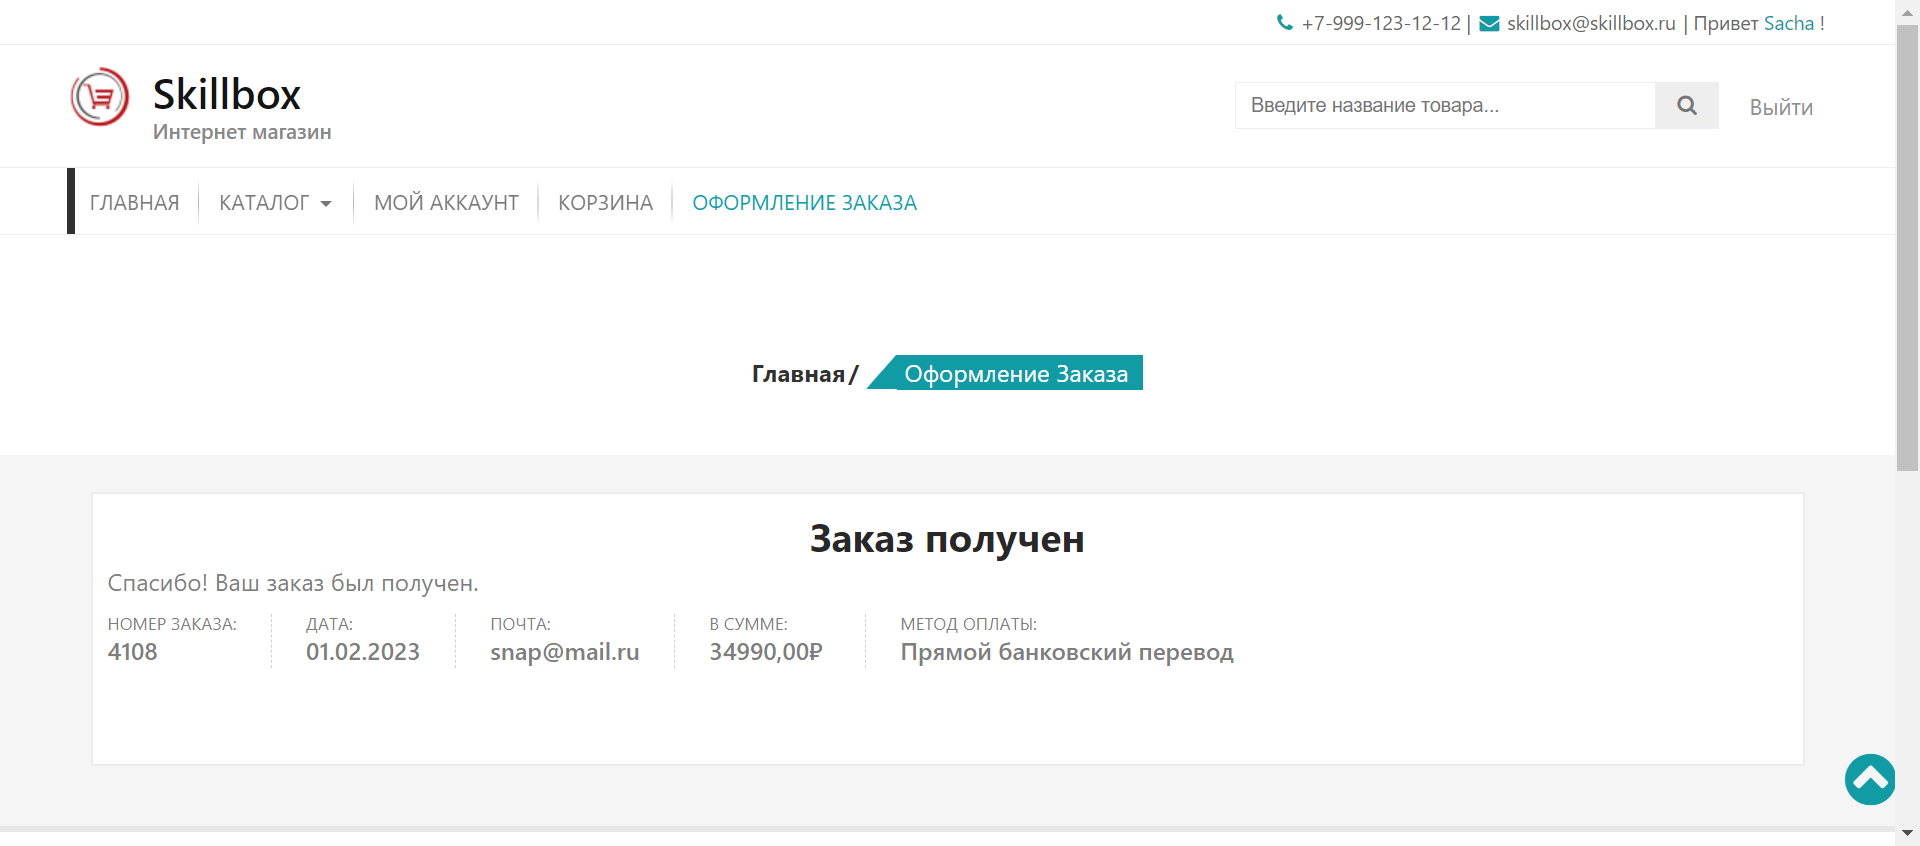 +7-999-123-12-12 | skillbox@skillbox.ru | Привет Sacha !
Skillbox
Интернет магазин
Введите название товара...
Выйти
ГЛАВНАЯ КАТАЛОГ МОЙ АККАУНТ КОРЗИНА ОФОРМЛЕНИЕ ЗАКАЗА
Главная / Оформление Заказа
Заказ получен
Спасибо! Ваш заказ был получен.
НОМЕР ЗАКАЗА: ДАТА: ПОЧТА: В СУММЕ: МЕТОД ОПЛАТЫ:
4108 01.02.2023 snap@mail.ru 34990,00₽ Прямой банковский перевод